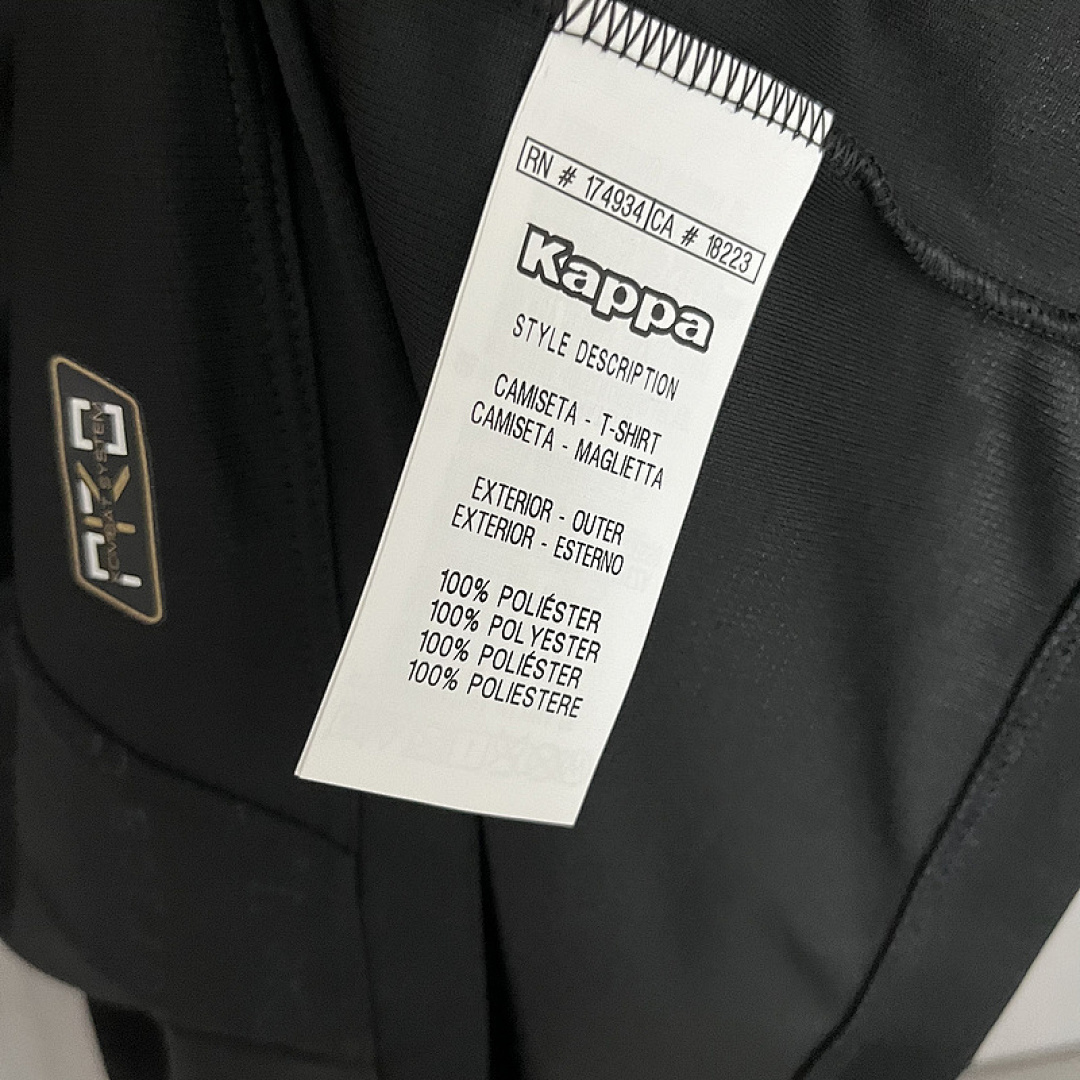 RN # 174934 CA # 18223
Kappa
STYLE DESCRIPTION
CAMISETA - T-SHIRT
CAMISETA - MAGLIETTA
EXTERIOR - OUTER
EXTERIOR - ESTERNO
100% POLIÉSTER
100% POLYESTER
100% POLIÉSTER
100% POLIESTERE
KOMBAT SYSTEM